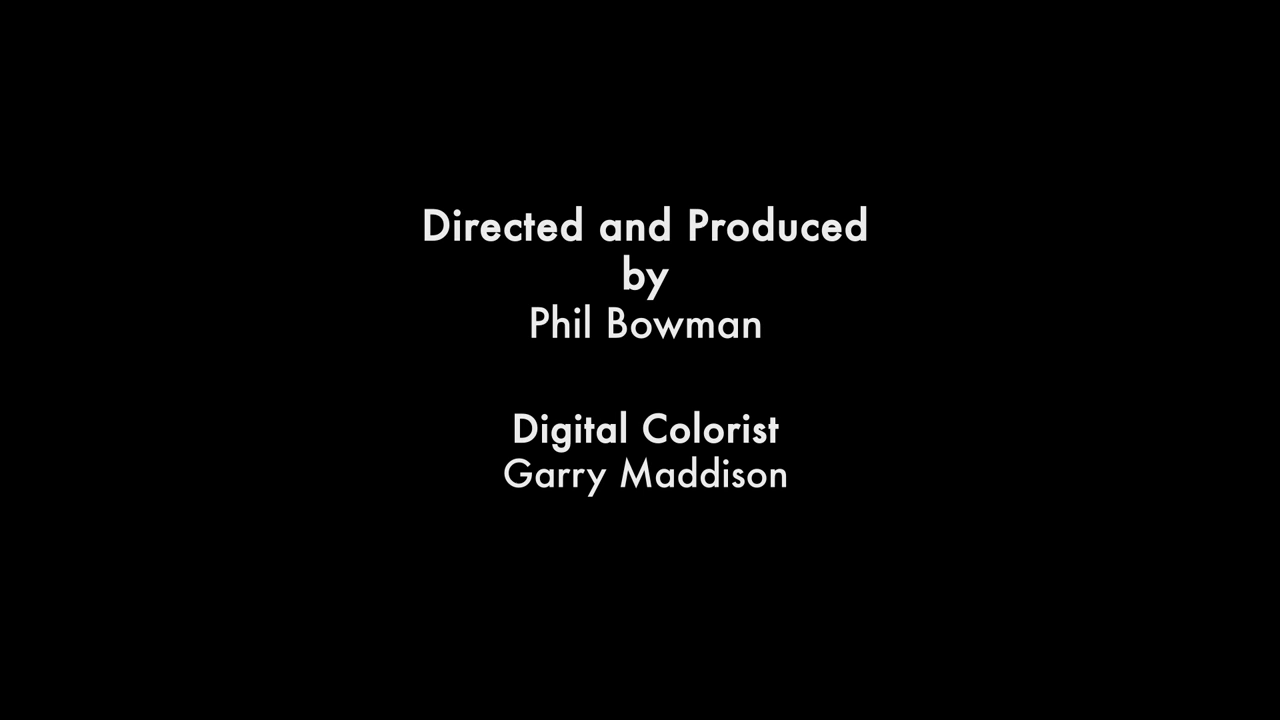 Directed and Produced
by
Phil Bowman
Digital Colorist
Garry Maddison